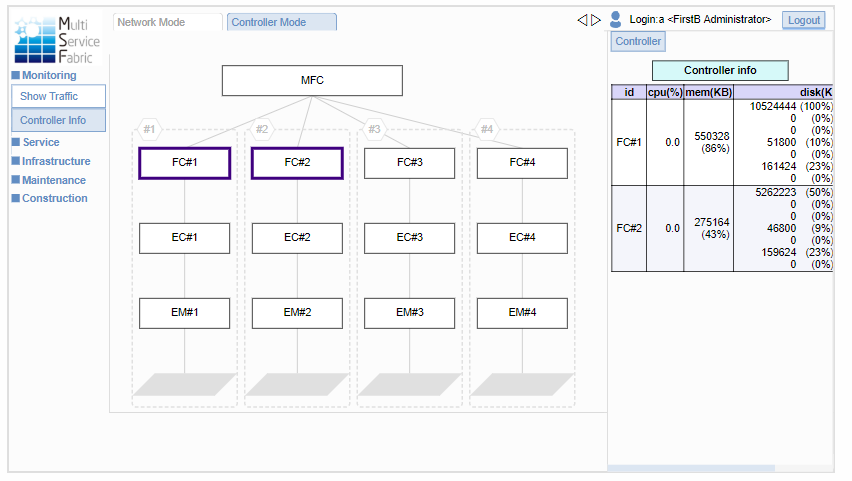 Multi
Service
Fabric
Network Mode
Controller Mode
Login:a <FirstB Administrator>
Logout
Monitoring
Show Traffic
Controller Info
Service
Infrastructure
Maintenance
Construction
MFC
#1 #2 #3 #4
FC#1 FC#2 FC#3 FC#4
EC#1 EC#2 EC#3 EC#4
EM#1 EM#2 EM#3 EM#4
Controller
Controller info
id cpu(%) mem(KB) disk(K
10524444 (100%)
0 (0%)
0 (0%)
FC#1 0.0 550328 (86%) 51800 (10%)
0 (0%)
161424 (23%)
0 (0%)
5262223 (50%)
0 (0%)
0 (0%)
FC#2 0.0 275164 (43%) 46800 (9%)
0 (0%)
159624 (23%)
0 (0%)